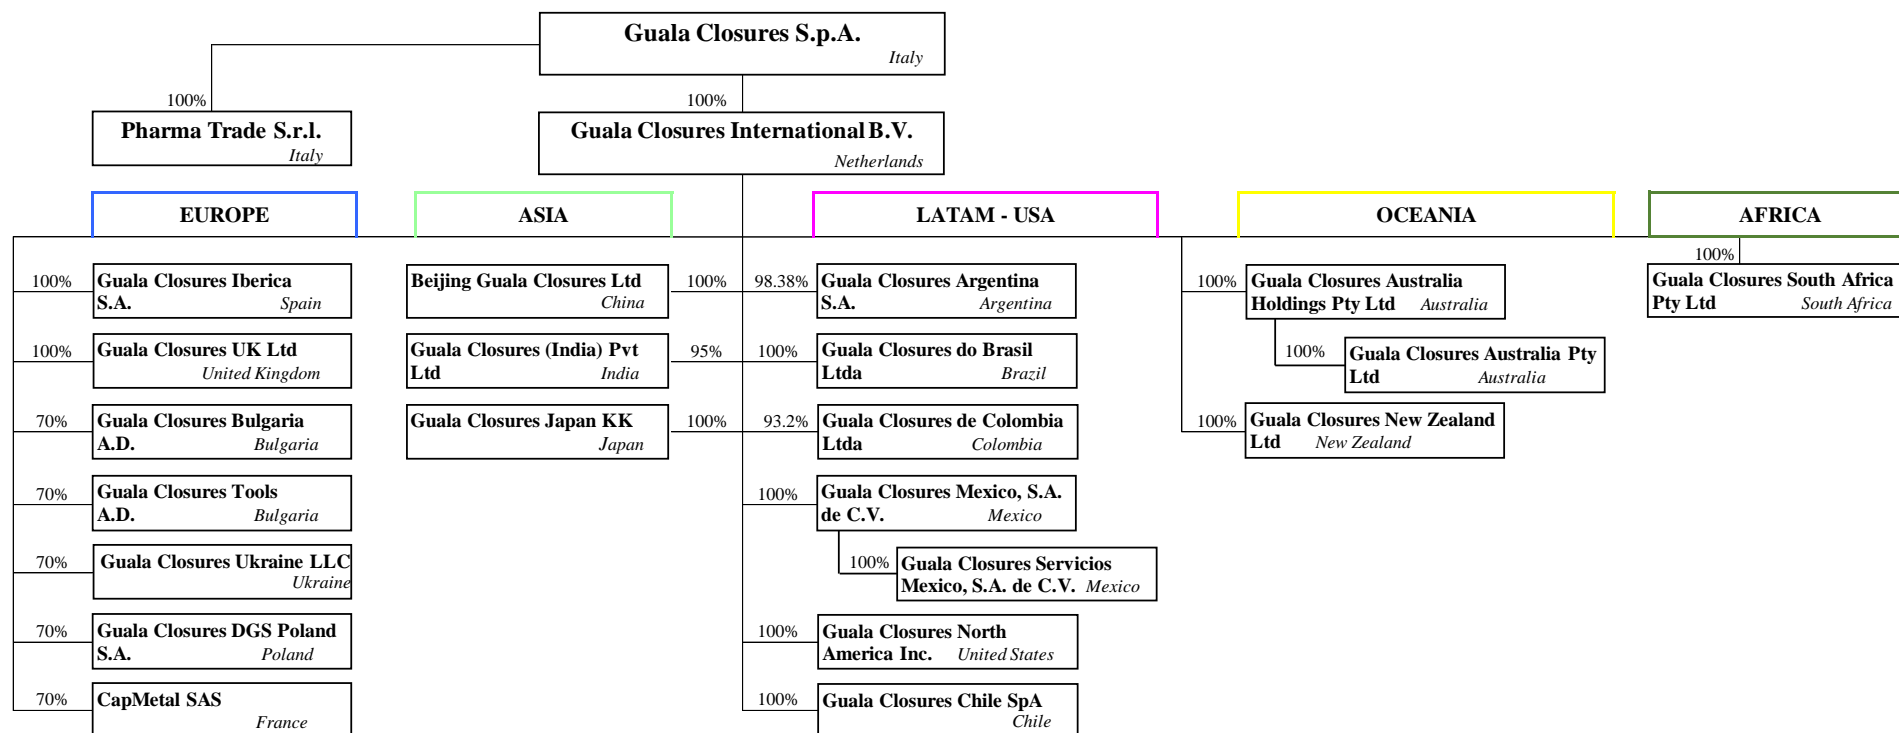 Guala Closures S.p.A.
Italy
100%
100%
Pharma Trade S.r.l.
Italy
Guala Closures International B.V.
Netherlands
EUROPE
ASIA
LATAM - USA
OCEANIA
AFRICA
100%
Guala Closures Iberica
S.A.
Spain
100%
Guala Closures UK Ltd
United Kingdom
70%
Guala Closures Bulgaria
A.D.
Bulgaria
70%
Guala Closures Tools
A.D.
Bulgaria
70%
Guala Closures Ukraine LLC
Ukraine
70%
Guala Closures DGS Poland
S.A.
Poland
70%
CapMetal SAS
France
Beijing Guala Closures Ltd
China
100%
Guala Closures (India) Pvt
Ltd
India
95%
Guala Closures Japan KK
Japan
100%
98.38%
Guala Closures Argentina
S.A.
Argentina
100%
Guala Closures do Brasil
Ltda
Brazil
93.2%
Guala Closures de Colombia
Ltda
Colombia
100%
Guala Closures Mexico, S.A.
de C.V.
Mexico
100%
Guala Closures Servicios
Mexico, S.A. de C.V. Mexico
100%
Guala Closures North
America Inc. United States
100%
Guala Closures Chile SpA
Chile
100%
Guala Closures Australia
Holdings Pty Ltd Australia
100%
Guala Closures Australia Pty
Ltd
Australia
100%
Guala Closures New Zealand
Ltd New Zealand
100%
Guala Closures South Africa
Pty Ltd
South Africa